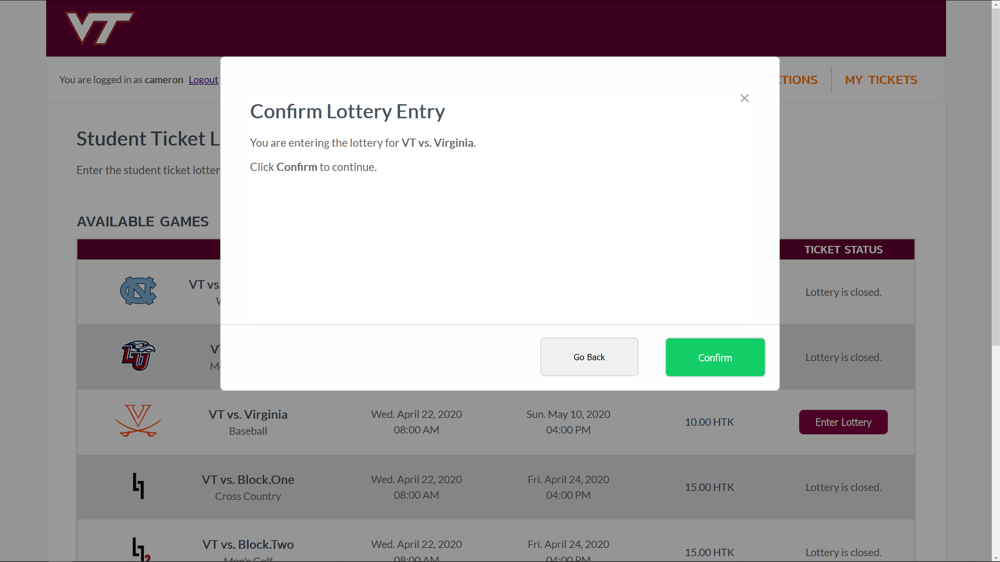 VT
You are logged in as cameron Logout
MY TICKETS
Confirm Lottery Entry
You are entering the lottery for VT vs. Virginia.
Click Confirm to continue.
Go Back
Confirm
Student Ticket L
Enter the student ticket lotter
AVAILABLE GAMES
TICKET STATUS
VT vs.
Lottery is closed.
LU
Lottery is closed.
VT vs. Virginia
Baseball
Wed. April 22, 2020
08:00 AM
Sun. May 10, 2020
04:00 PM
10.00 HTK
Enter Lottery
VT vs. Block.One
Cross Country
Wed. April 22, 2020
08:00 AM
Fri. April 24, 2020
04:00 PM
15.00 HTK
Lottery is closed.
VT vs. Block.Two
Men's Golf
Wed. April 22, 2020
08:00 AM
Fri. April 24, 2020
04:00 PM
15.00 HTK
Lottery is closed.